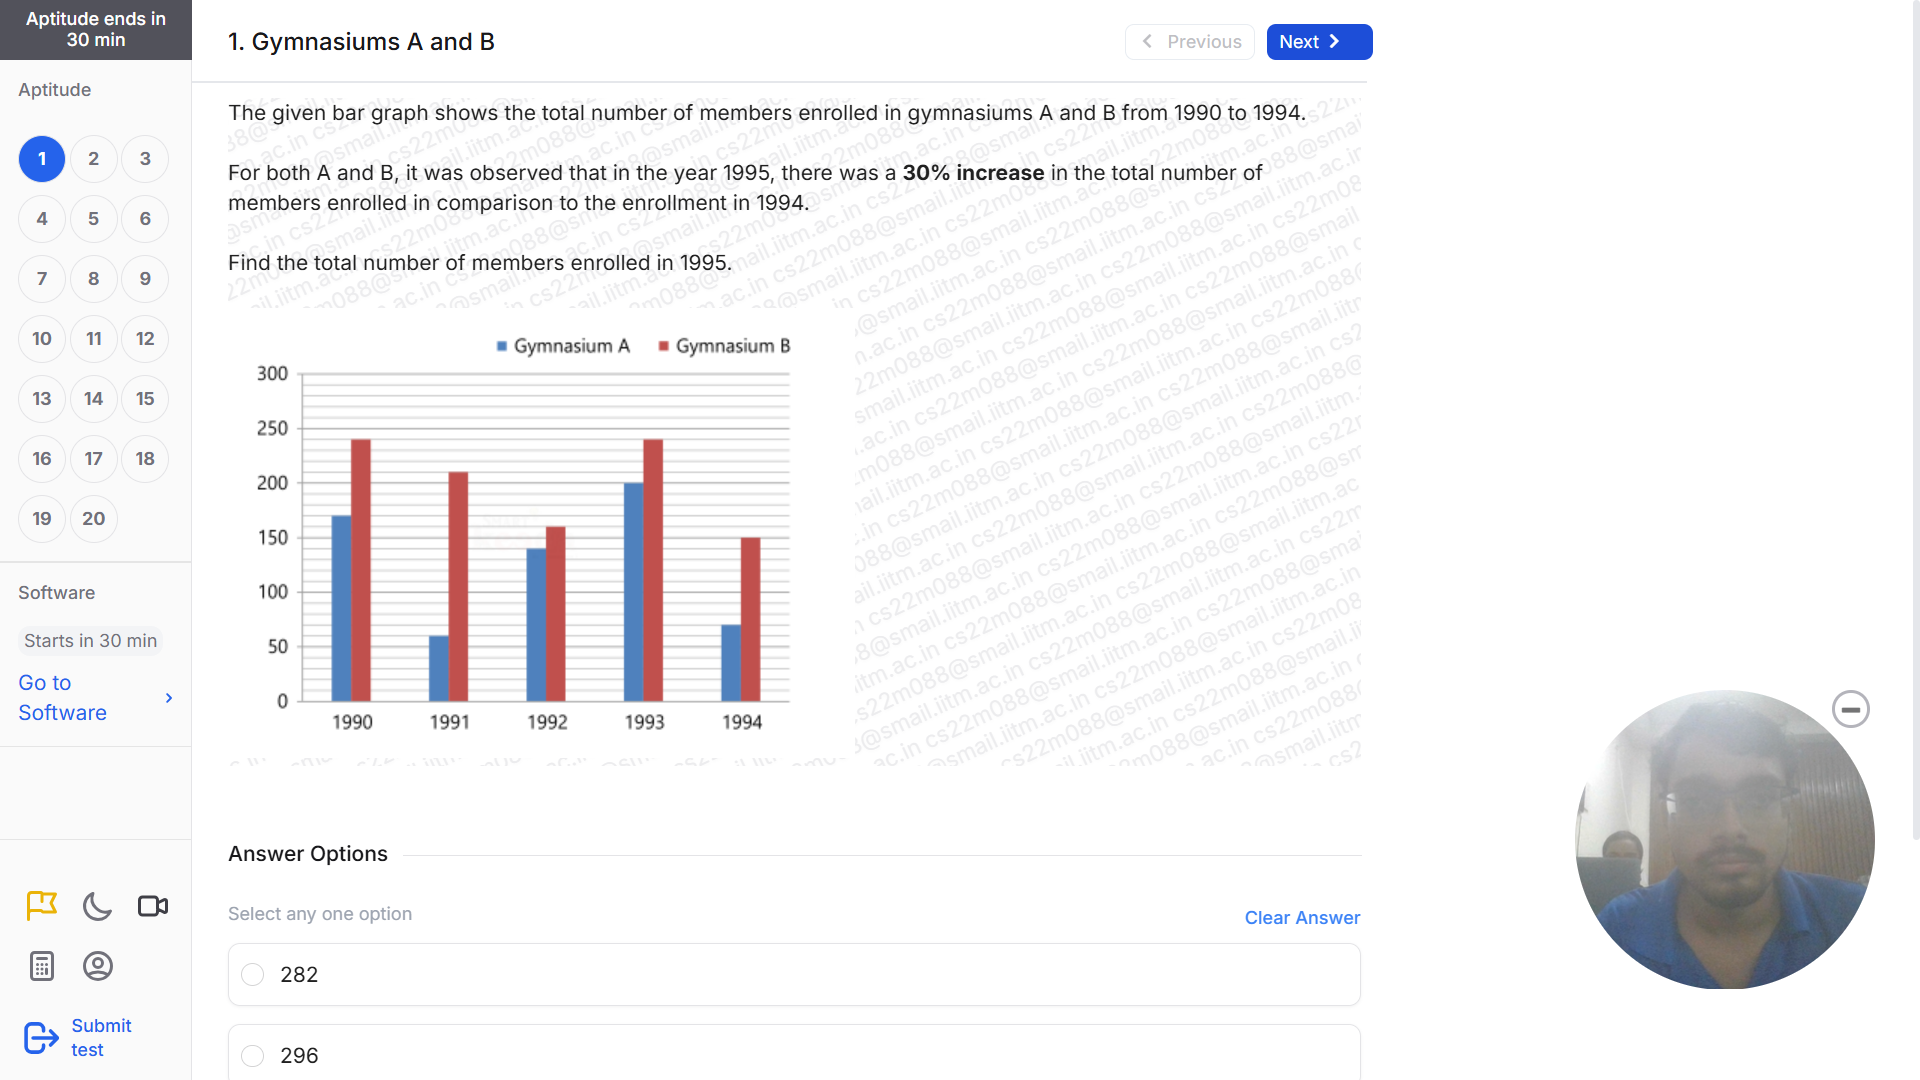 Aptitude ends in
30 min
Aptitude
1 2 3
4 5 6
7 8 9
10 11 12
13 14 15
16 17 18
19 20
Software
Starts in 30 min
Go to
Software
Submit
test
1. Gymnasiums A and B
Previous
Next
The given bar graph shows the total number of members enrolled in gymnasiums A and B from 1990 to 1994.
For both A and B, it was observed that in the year 1995, there was a 30% increase in the total number of
members enrolled in comparison to the enrollment in 1994.
Find the total number of members enrolled in 1995.
cs22m088@smail.iitm.ac.in
Gymnasium A Gymnasium B
300
250
200
150
100
50
0
1990 1991 1992 1993 1994
Answer Options
Select any one option
Clear Answer
282
296